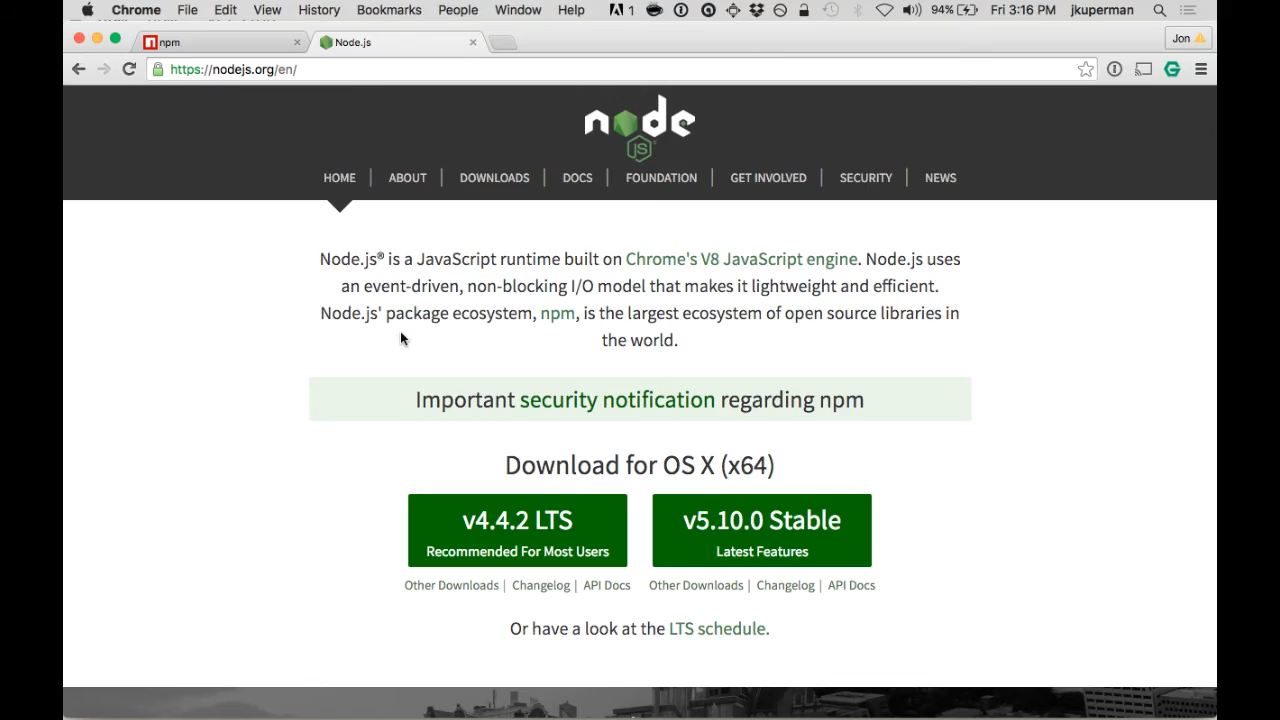 Chrome File Edit View History Bookmarks People Window Help 1 94% Fri 3:16 PM jkuperman
npm Node.js Jon
https://nodejs.org/en/
node
JS
HOME ABOUT DOWNLOADS DOCS FOUNDATION GET INVOLVED SECURITY NEWS
Node.js® is a JavaScript runtime built on Chrome's V8 JavaScript engine. Node.js uses
an event-driven, non-blocking I/O model that makes it lightweight and efficient.
Node.js' package ecosystem, npm, is the largest ecosystem of open source libraries in
the world.
Important security notification regarding npm
Download for OS X (x64)
v4.4.2 LTS v5.10.0 Stable
Recommended For Most Users Latest Features
Other Downloads | Changelog | API Docs Other Downloads | Changelog | API Docs
Or have a look at the LTS schedule.